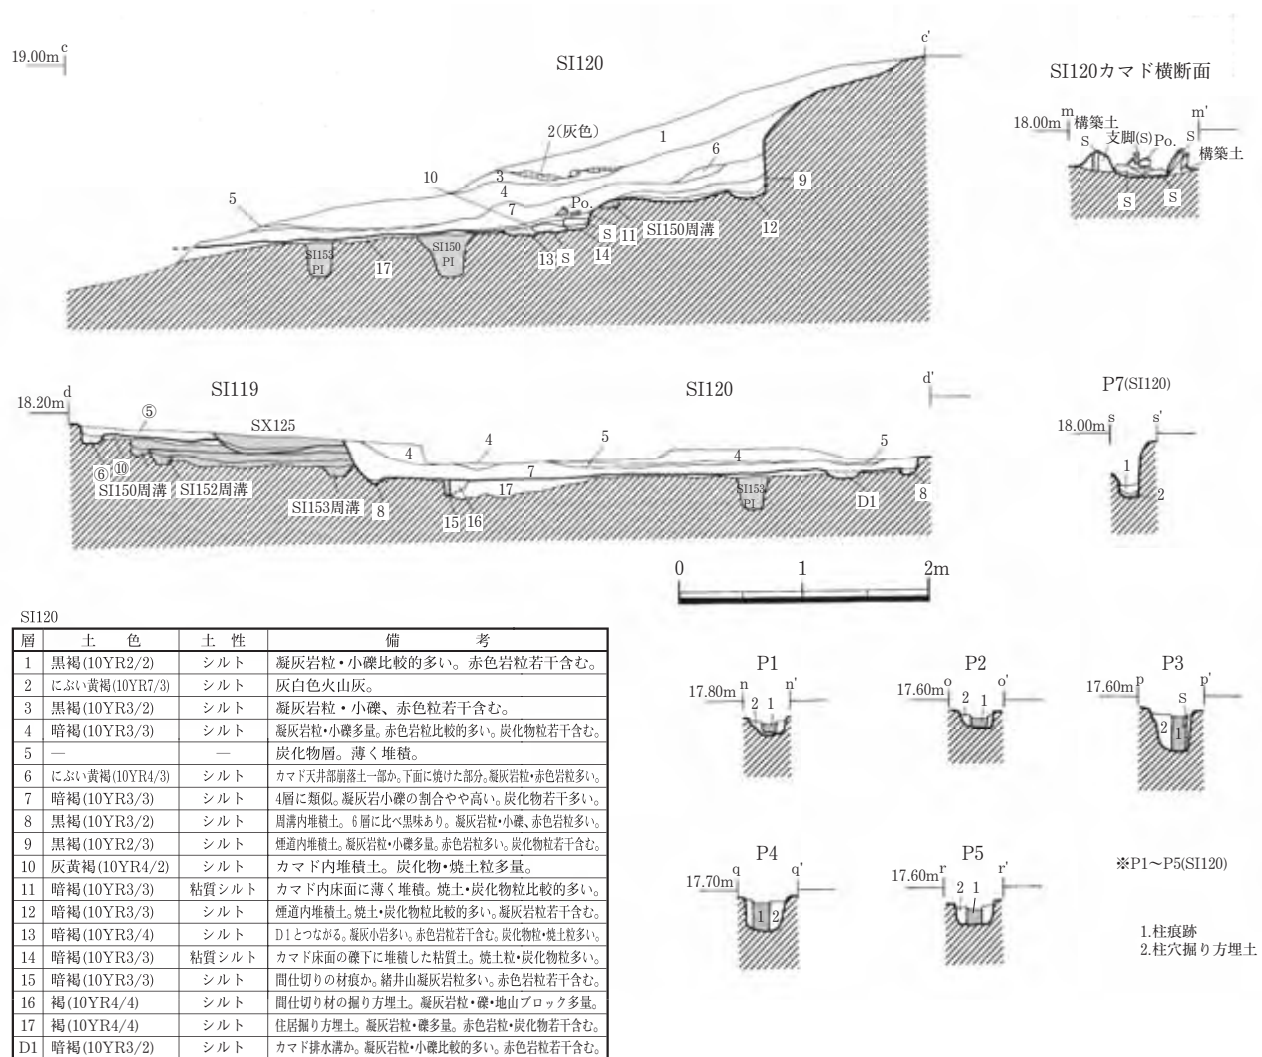 19.00m
c
SI120
c'
2(灰色)
1
6
3
10
4
9
5
7
Po.
S
11
SI150周溝
12
SI153
PI
17
SI150
PI
13
S
14
SI120カマド横断面
m
m'
18.00m
構築土
S
支脚(S)
Po.
S
構築土
S
S
SI119
SI120
d
d'
18.20m
⑤
SX125
4
4
5
4
5
7
⑥
⑩
SI150周溝
SI152周溝
SI153周溝
8
15
16
17
SI153
PI
D1
8
P7(SI120)
18.00m
s
s'
1
2
0
1
2m
SI120
層 土 色 土 性 備 考
1 黒褐(10YR2/2) シルト 凝灰岩粒・小礫比較的多い。赤色岩粒若干含む。
2 にぶい黄褐(10YR7/3) シルト 灰白色火山灰。
3 黒褐(10YR3/2) シルト 凝灰岩粒・小礫、赤色粒若干含む。
4 暗褐(10YR3/3) シルト 凝灰岩粒・小礫多量。赤色岩粒比較的多い。炭化物粒若干含む。
5 — — 炭化物層。薄く堆積。
6 にぶい黄褐(10YR4/3) シルト カマド天井部崩落土一部か。下面に焼けた部分。凝灰岩粒・赤色岩粒多い。
7 暗褐(10YR3/3) シルト 4層に類似。凝灰岩小礫の割合やや高い。炭化物若干多い。
8 黒褐(10YR3/2) シルト 周溝内堆積土。6層に比べ黒味あり。凝灰岩粒・小礫、赤色岩粒多い。
9 黒褐(10YR2/3) シルト 煙道内堆積土。凝灰岩粒・小礫多量。赤色岩粒多い。炭化物粒若干含む。
10 灰黄褐(10YR4/2) シルト カマド内堆積土。炭化物・焼土粒多量。
11 暗褐(10YR3/3) 粘質シルト カマド内床面に薄く堆積。焼土・炭化物粒比較的多い。
12 暗褐(10YR3/3) シルト 煙道内堆積土。焼土・炭化物粒比較的多い。凝灰岩粒若干含む。
13 暗褐(10YR3/4) シルト D1とつながる。凝灰小岩多い。赤色岩粒若干含む。炭化物粒・焼土粒多い。
14 暗褐(10YR3/3) 粘質シルト カマド床面の礫下に堆積した粘質土。焼土粒・炭化物粒多い。
15 暗褐(10YR3/3) シルト 間仕切りの材痕か。緒井山凝灰岩粒多い。赤色岩粒若干含む。
16 褐(10YR4/4) シルト 間仕切り材の掘り方埋土。凝灰岩粒・礫・地山ブロック多量。
17 褐(10YR4/4) シルト 住居掘り方埋土。凝灰岩粒・礫多量。赤色岩粒・炭化物若干含む。
D1 暗褐(10YR3/2) シルト カマド排水溝か。凝灰岩粒・小礫比較的多い。赤色岩粒若干含む。
P1
17.80m
n
n'
2
1
P2
17.60m
o
o'
2
1
P3
17.60m
p
p'
S
2
1
P4
17.70m
q
q'
1
2
P5
17.60m
r
r'
2
1
※P1〜P5(SI120)
1.柱痕跡
2.柱穴掘り方埋土